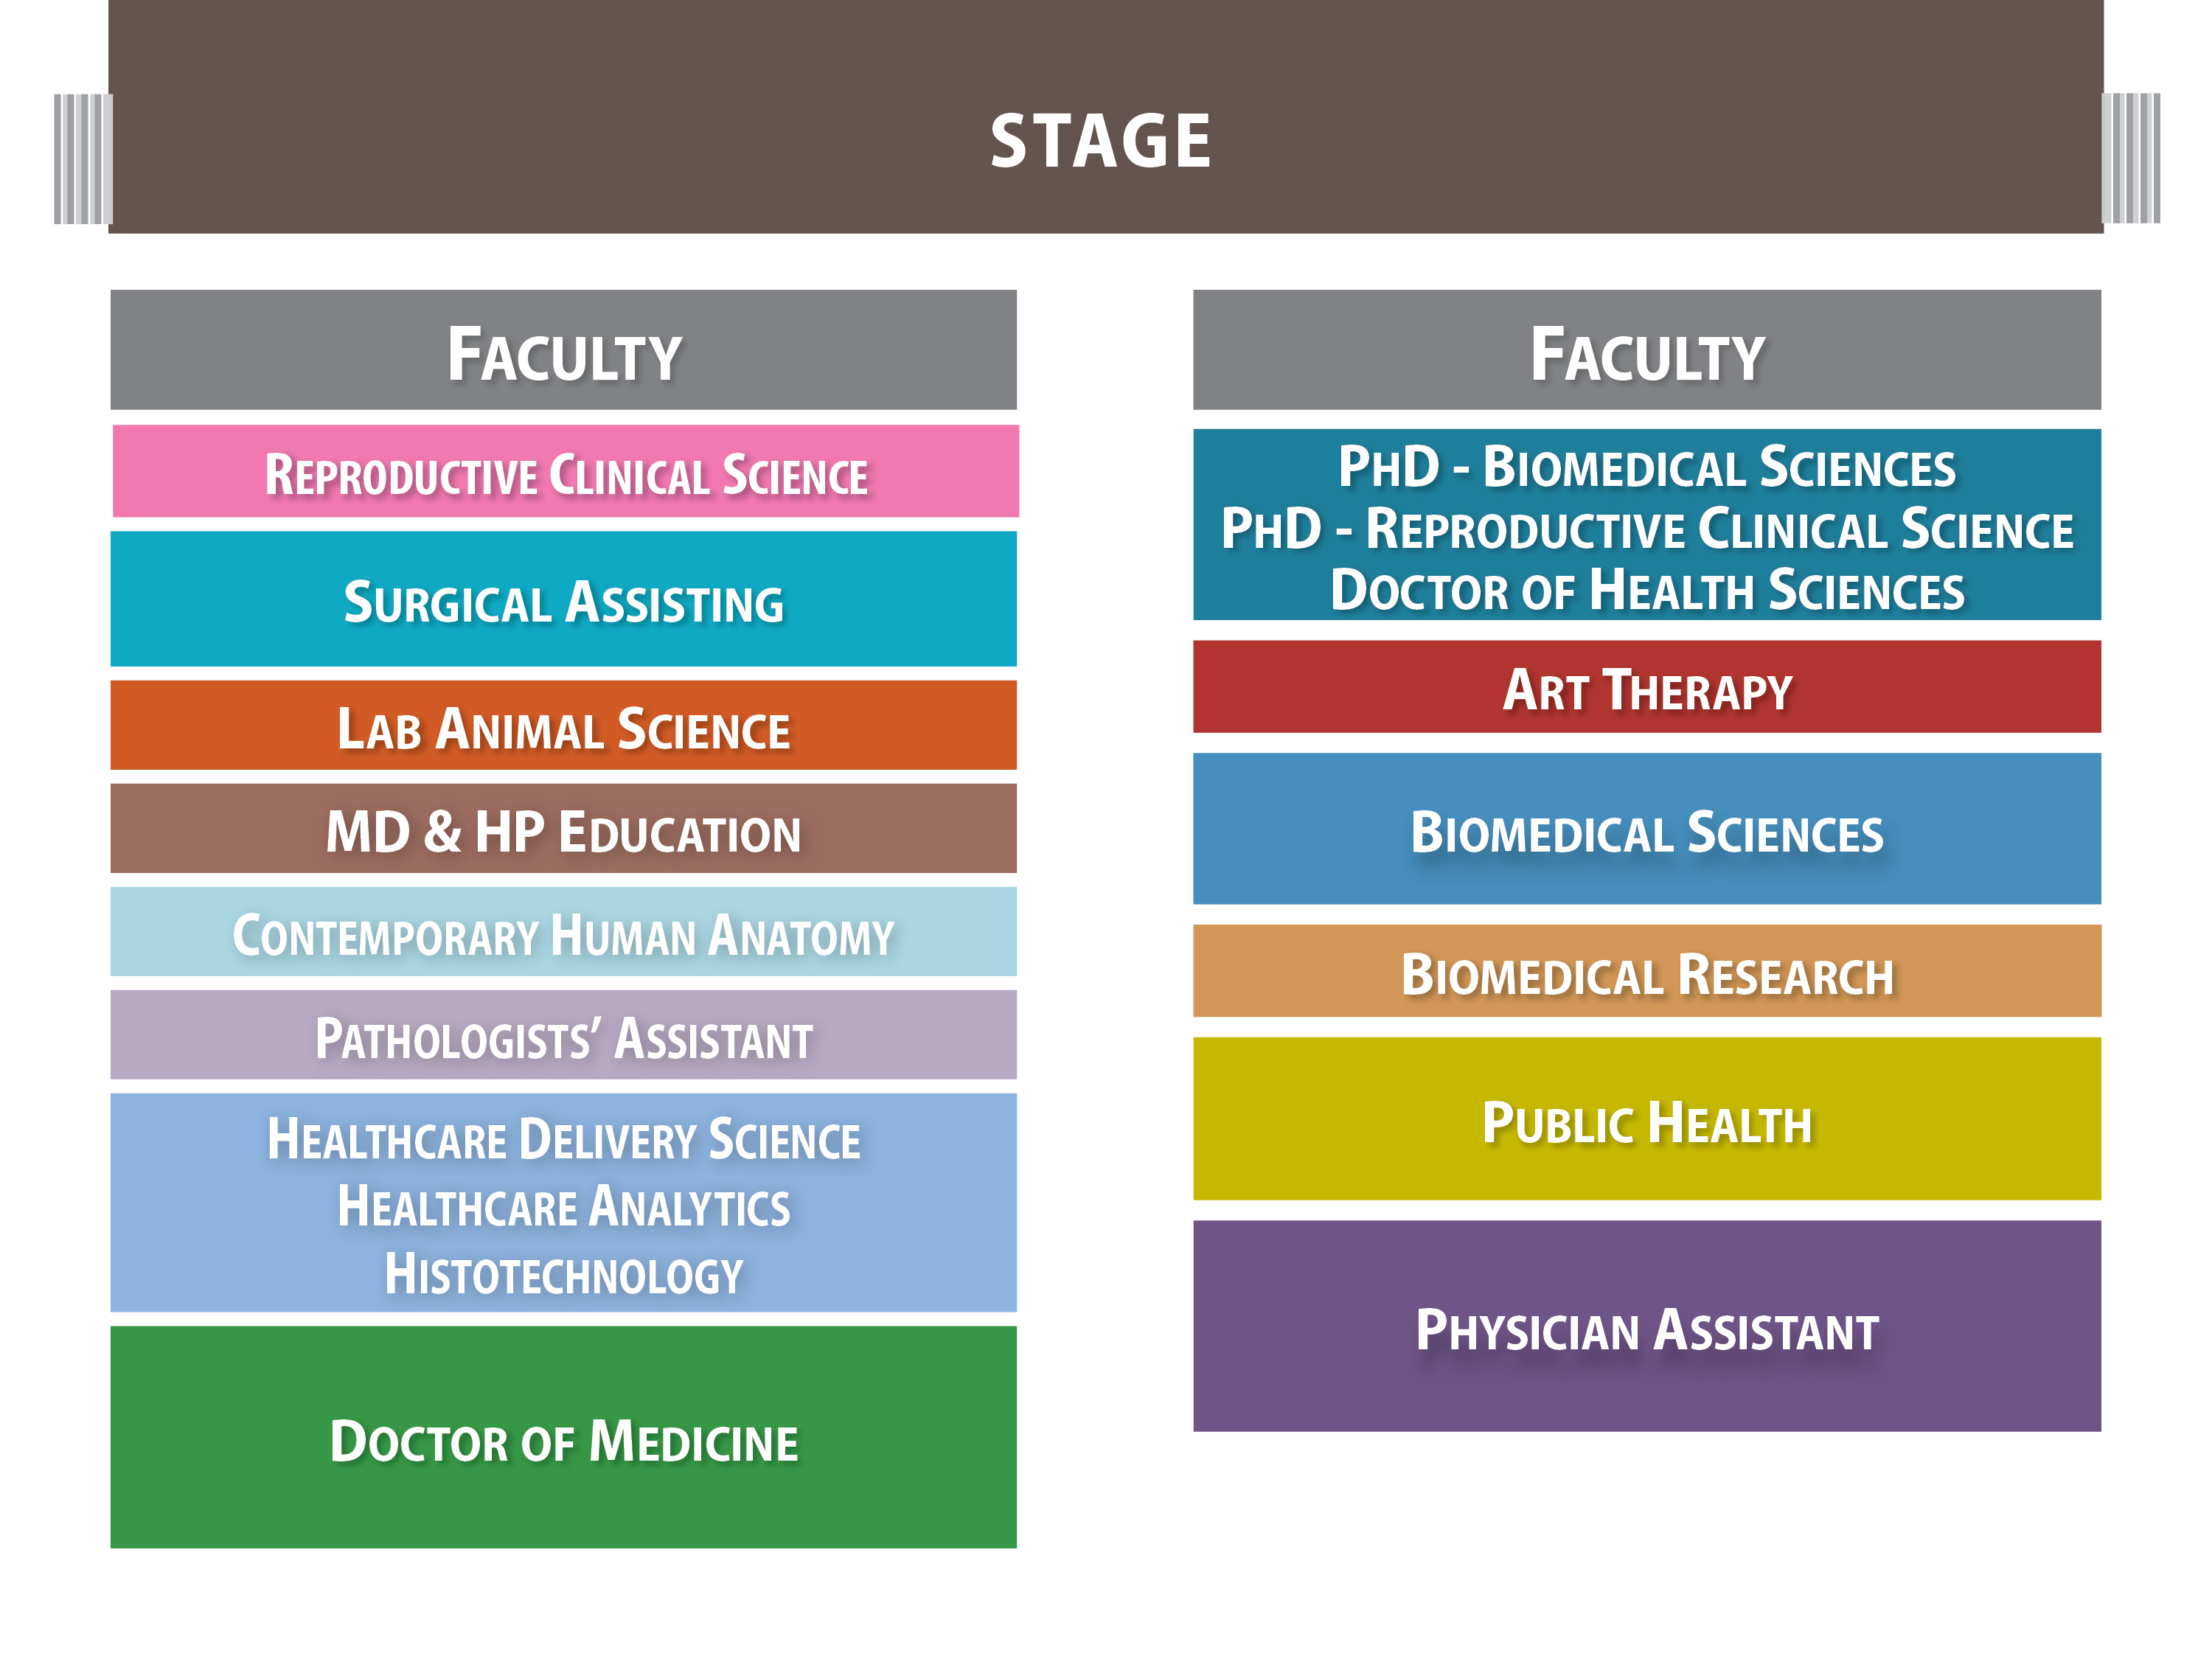 STAGE
FACULTY
REPRODUCTIVE CLINICAL SCIENCE
SURGICAL ASSISTING
LAB ANIMAL SCIENCE
MD & HP EDUCATION
CONTEMPORARY HUMAN ANATOMY
PATHOLOGISTS’ ASSISTANT
HEALTHCARE DELIVERY SCIENCE
HEALTHCARE ANALYTICS
HISTOTECHNOLOGY
DOCTOR OF MEDICINE
FACULTY
PHD - BIOMEDICAL SCIENCES
PHD - REPRODUCTIVE CLINICAL SCIENCE
DOCTOR OF HEALTH SCIENCES
ART THERAPY
BIOMEDICAL SCIENCES
BIOMEDICAL RESEARCH
PUBLIC HEALTH
PHYSICIAN ASSISTANT